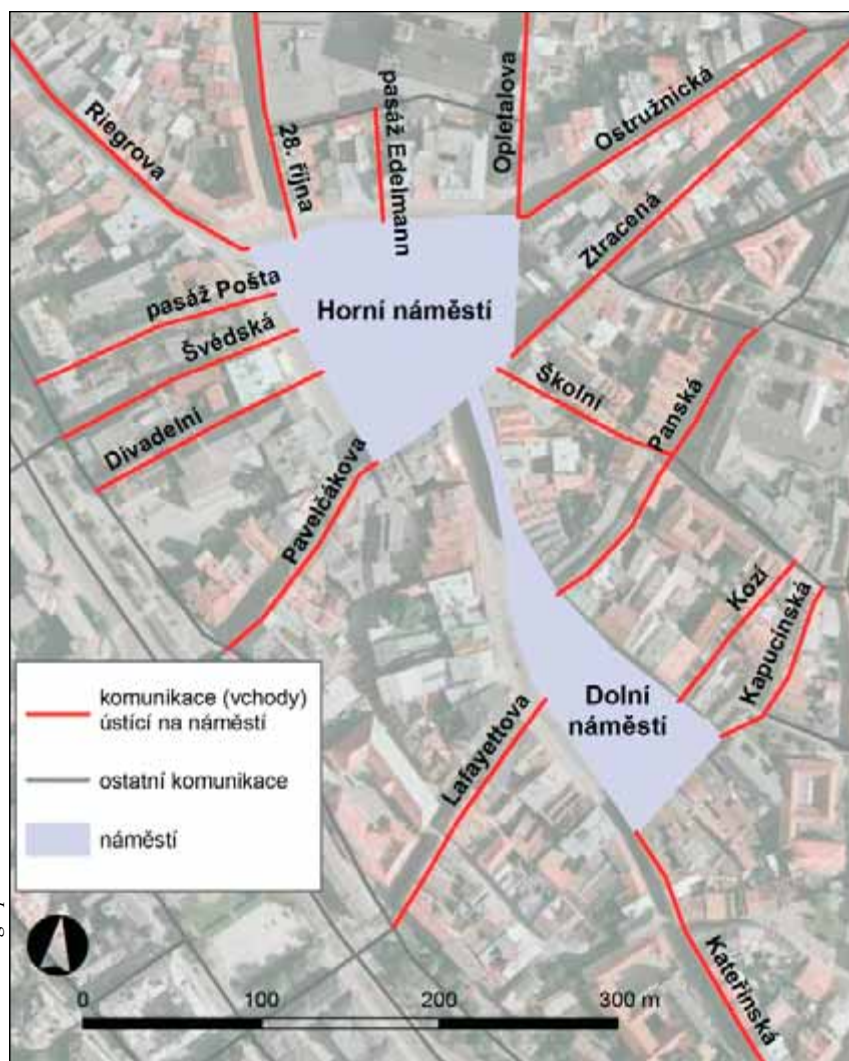 Riegrova
28. října
pasáž Edelmann
Opletalova
Ostružnická
Ztracená
pasáž Pošta
Švédská
Divadelní
Horní náměstí
Školní
Panská
Pavelčákova
Kozí
Kapucínská
Dolní
náměstí
Lafayettova
Kateřinská
komunikace (vchody)
ústící na náměstí
ostatní komunikace
náměstí
0 100 200 300 m